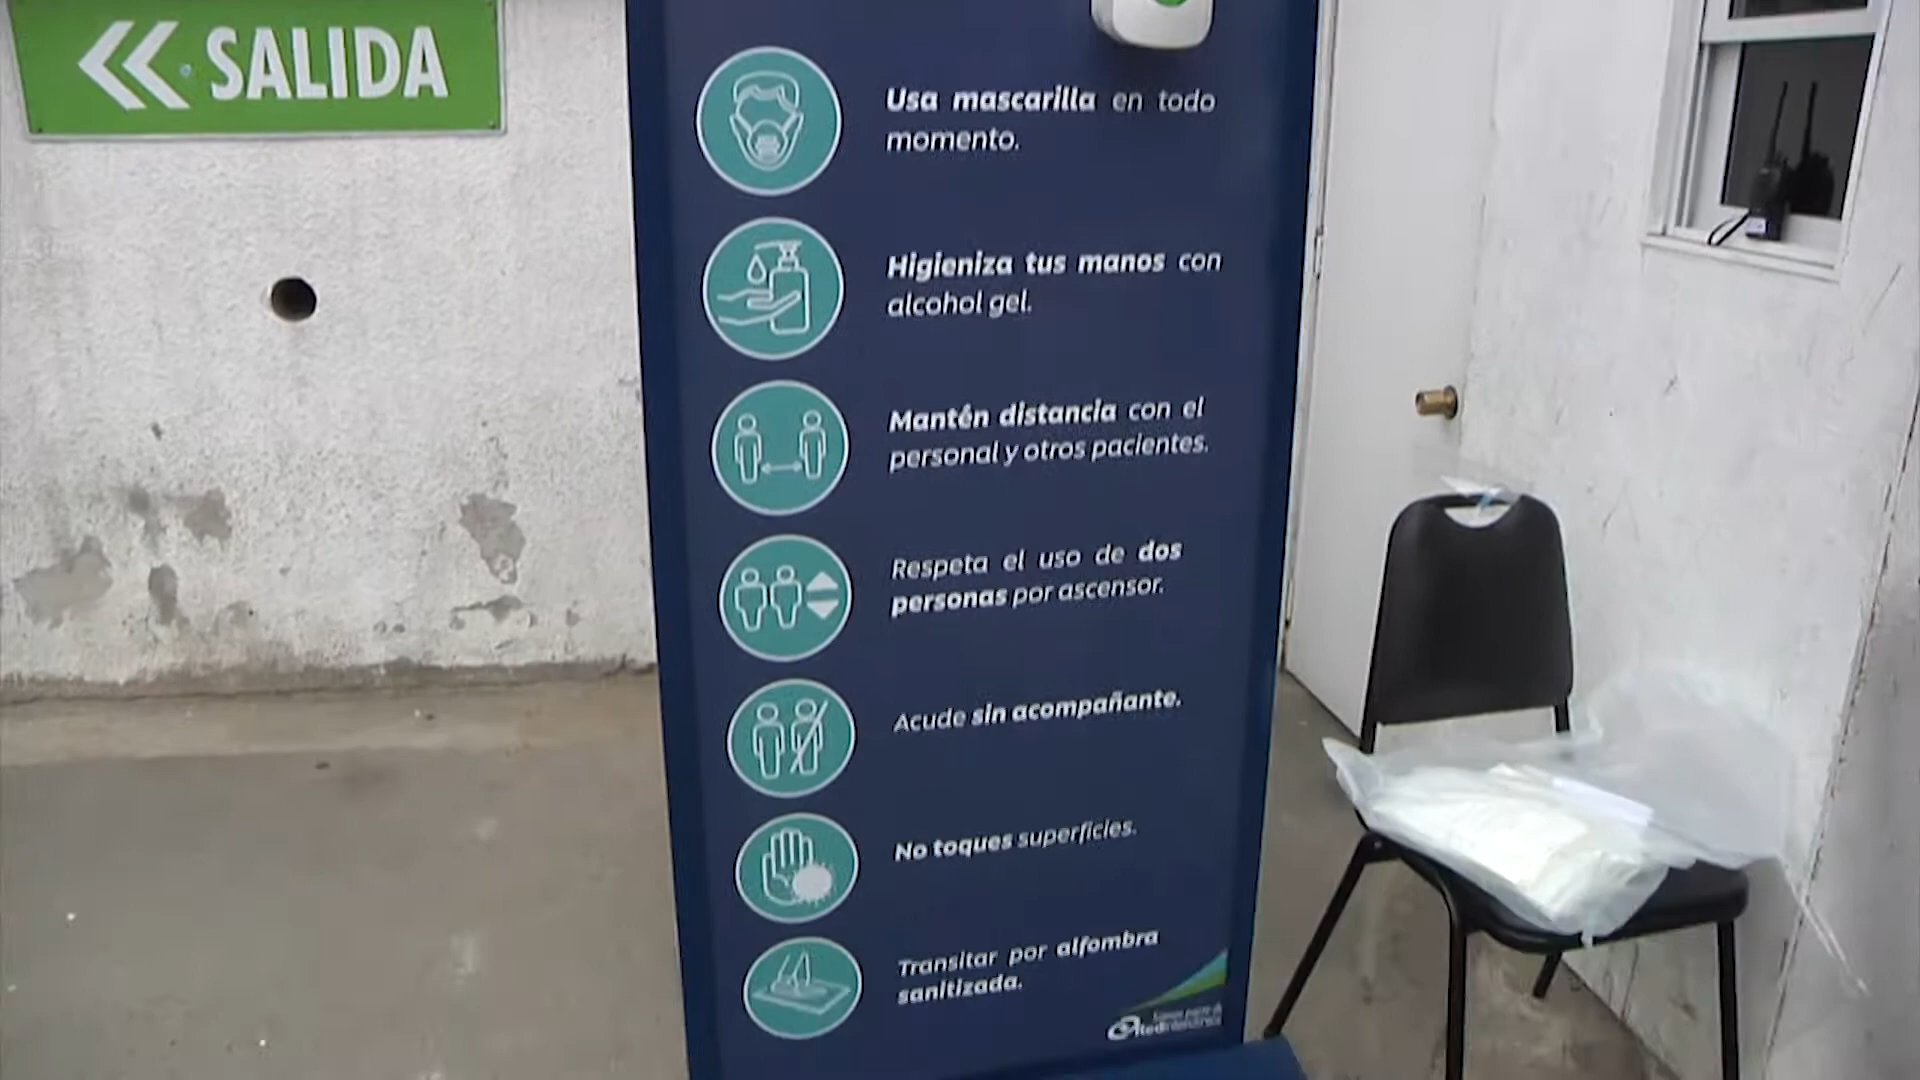 SALIDA
Usa mascarilla en todo
momento.
Higieniza tus manos con
alcohol gel.
Mantén distancia con el
personal y otros pacientes.
Respeta el uso de dos
personas por ascensor.
Acude sin acompañante.
No toques superficies.
Transitar por alfombra
sanitizada.